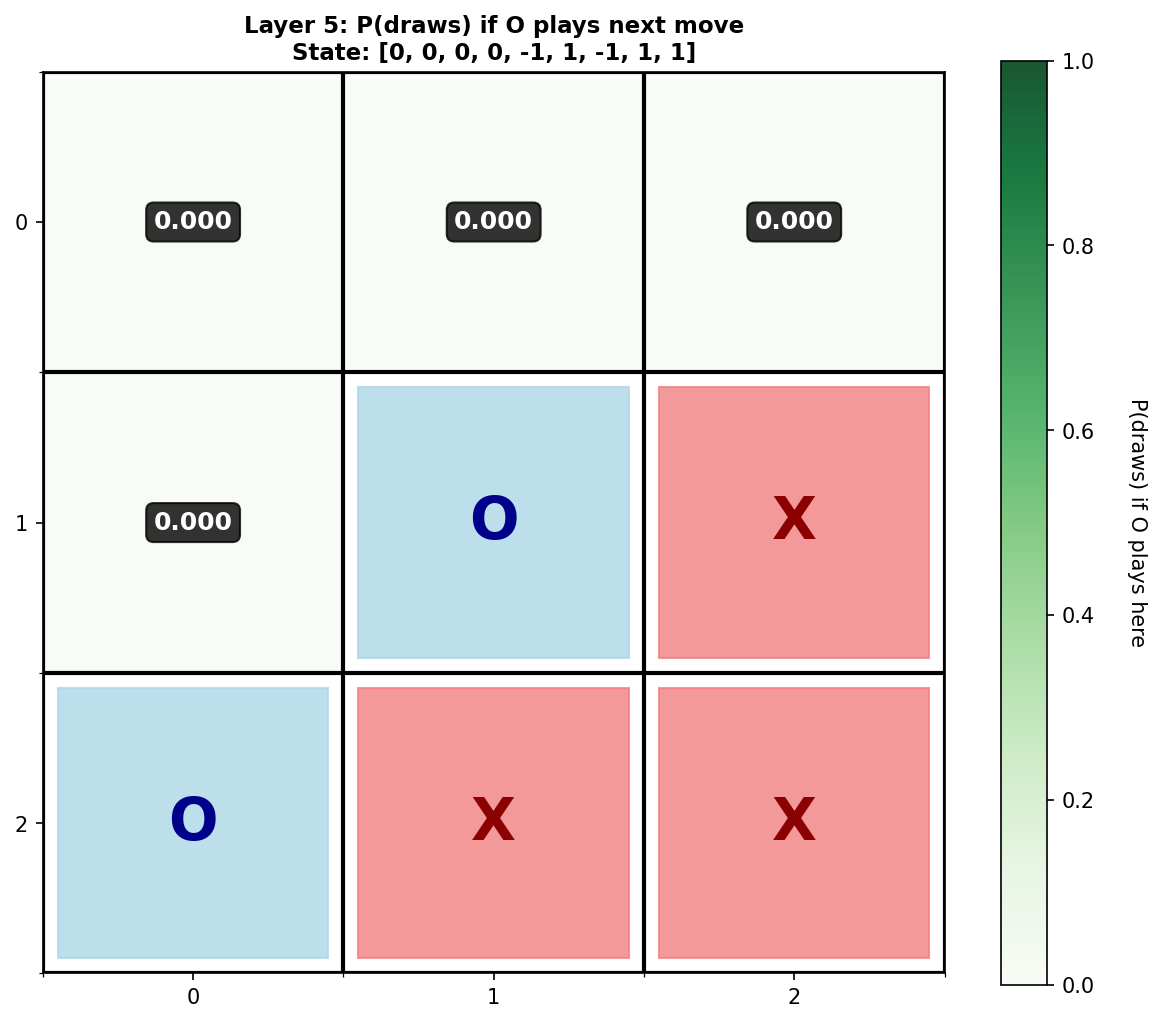 Layer 5: P(draws) if O plays next move
State: [0, 0, 0, 0, -1, 1, -1, 1, 1]
0
0.000 0.000 0.000
1
0.000 O X
2
O X X
0 1 2
1.0
0.8
0.6
0.4
0.2
0.0
P(draws) if O plays here